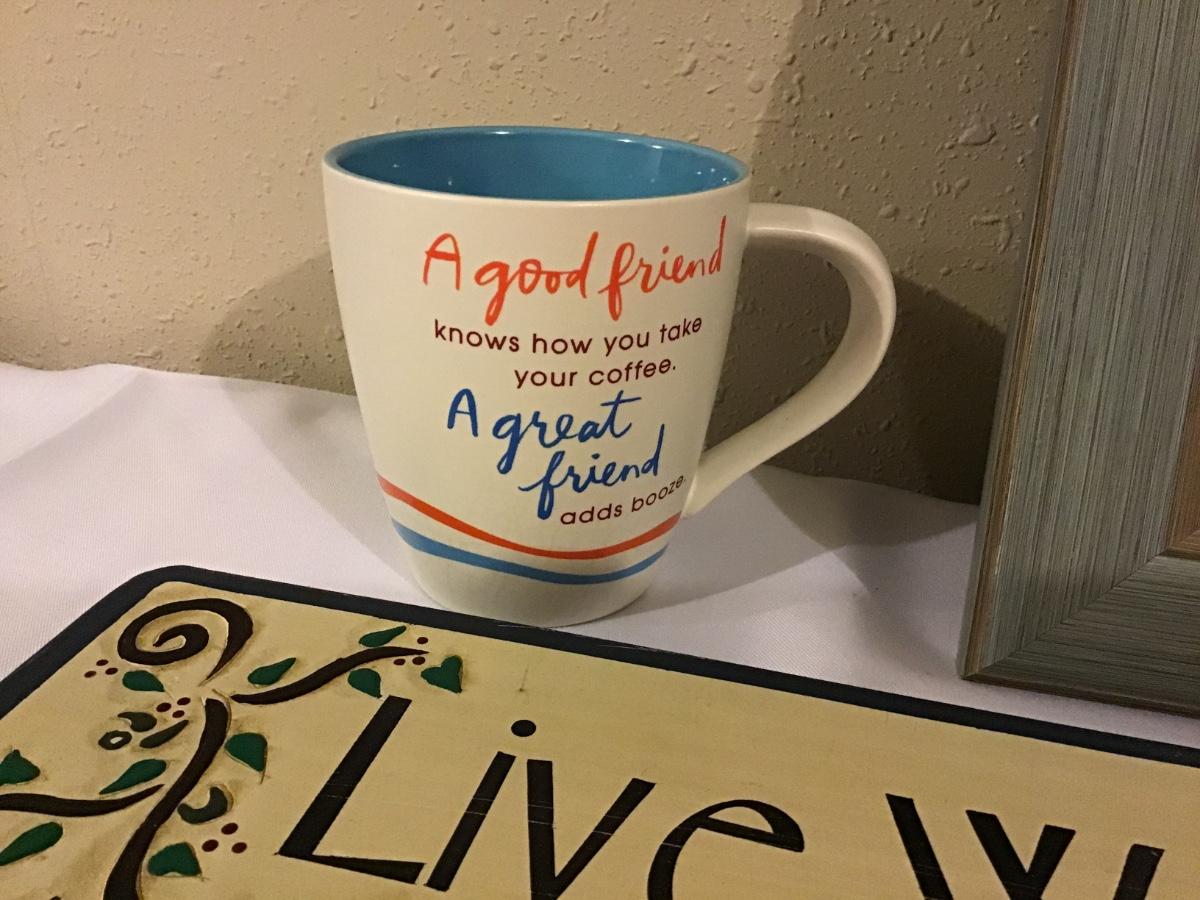 A good friend
knows how you take
your coffee.
A great
friend
adds booze.
Live